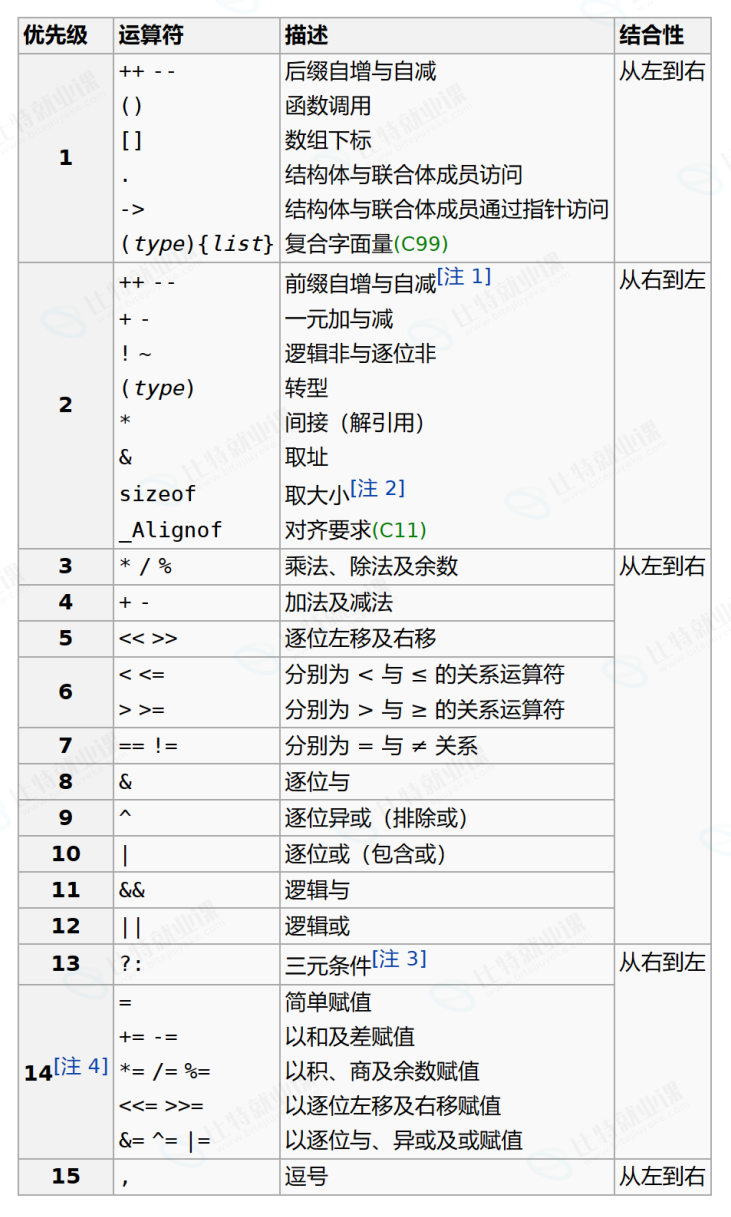 优先级 运算符 描述 结合性
1 ++ -- 后缀自增与自减 从左到右
() 函数调用
[] 数组下标
. 结构体与联合体成员访问
-> 结构体与联合体成员通过指针访问
(type){list} 复合字面量(C99)
2 ++ -- 前缀自增与自减[注 1] 从右到左
+ - 一元加与减
! ~ 逻辑非与逐位非
(type) 转型
* 间接（解引用）
& 取址
sizeof 取大小[注 2]
_Alignof 对齐要求(C11)
3 * / % 乘法、除法及余数 从左到右
4 + - 加法及减法
5 << >> 逐位左移及右移
6 < <= 分别为 < 与 ≤ 的关系运算符
> >= 分别为 > 与 ≥ 的关系运算符
7 == != 分别为 = 与 ≠ 关系
8 & 逐位与
9 ^ 逐位异或（排除或）
10 | 逐位或（包含或）
11 && 逻辑与
12 || 逻辑或
13 ?: 三元条件[注 3] 从右到左
14[注 4] = 简单赋值
+= -= 以和及差赋值
*= /= %= 以积、商及余数赋值
<<= >>= 以逐位左移及右移赋值
&= ^= |= 以逐位与、异或及或赋值
15 , 逗号 从左到右
比特就业课